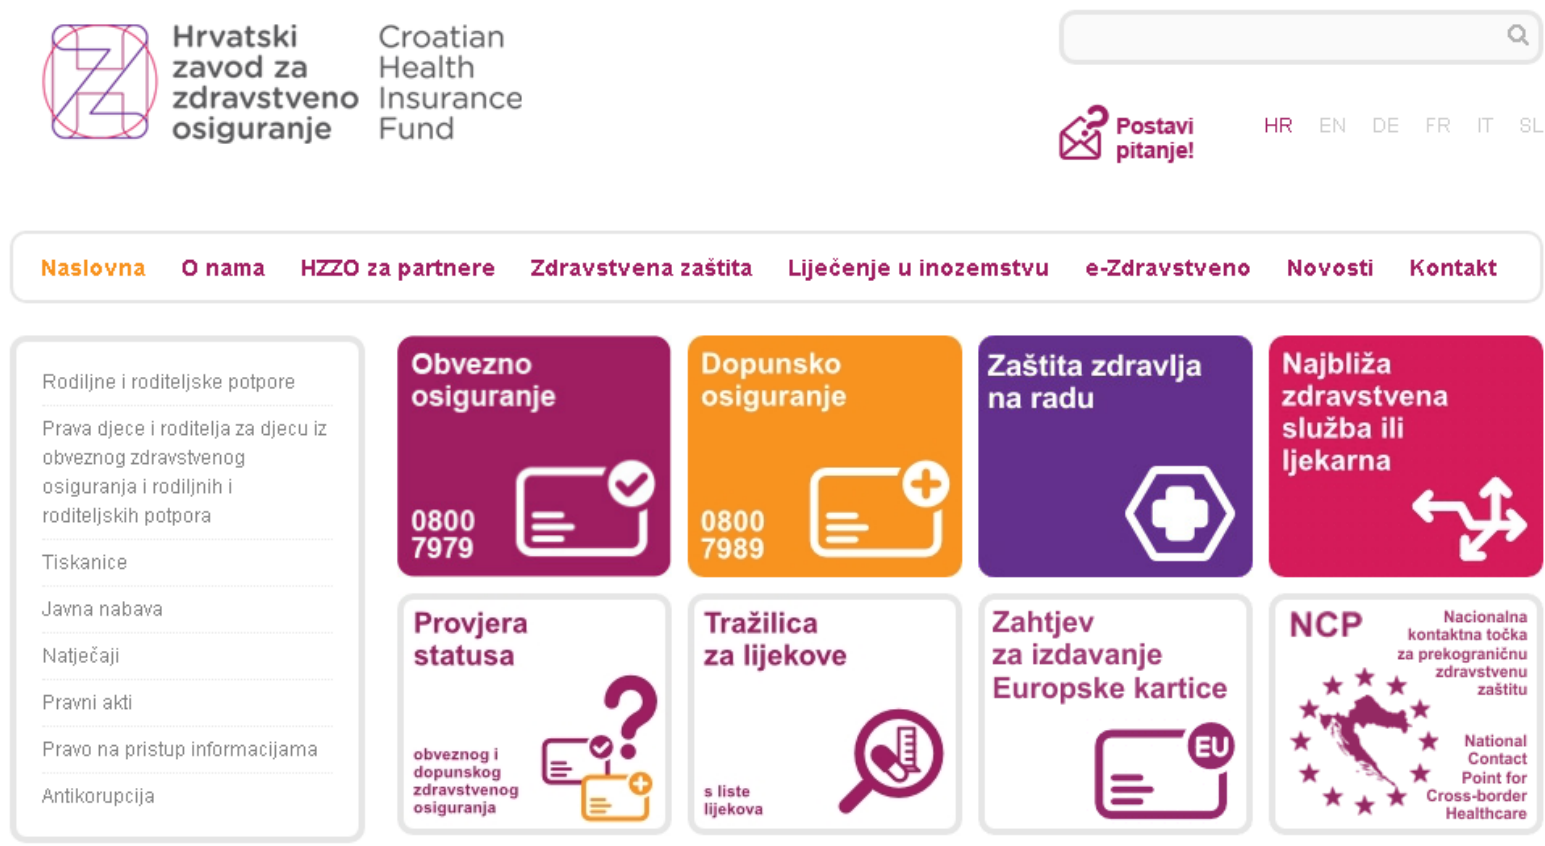 Hrvatski
zavod za
zdravstveno
osiguranje
Croatian
Health
Insurance
Fund
Postavi
pitanje!
HR EN DE FR IT SL
Naslovna O nama HZZO za partnere Zdravstvena zaštita Liječenje u inozemstvu e-Zdravstveno Novosti Kontakt
Rodiljne i roditeljske potpore
Prava djece i roditelja za djecu iz
obveznog zdravstvenog
osiguranja i rodiljnih i
roditeljskih potpora
Tiskanice
Javna nabava
Natječaji
Pravni akti
Pravo na pristup informacijama
Antikorupcija
Obvezno
osiguranje
0800
7979
Dopunsko
osiguranje
0800
7989
Zaštita zdravlja
na radu
Najbliža
zdravstvena
služba ili
ljekarna
Provjera
statusa
obveznog i
dopunskog
zdravstvenog
osiguranja
Tražilica
za lijekove
s liste
lijekova
Zahtjev
za izdavanje
Europske kartice
EU
NCP
Nacionalna
kontaktna točka
za prekograničnu
zdravstvenu
zaštitu
National
Contact
Point for
Cross-border
Healthcare